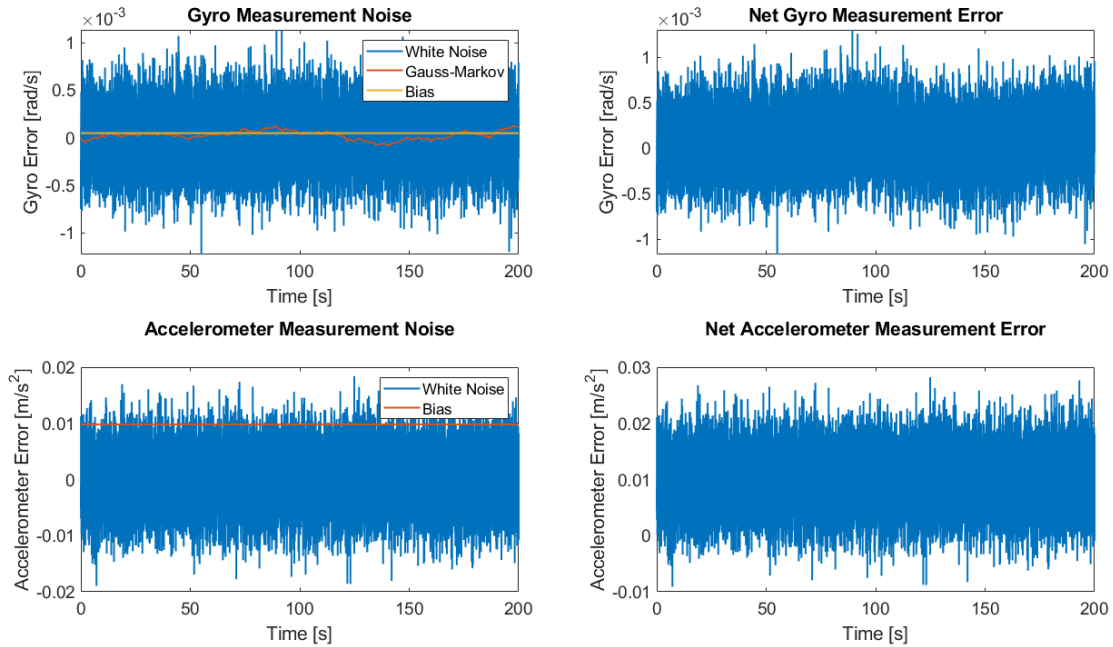 Gyro Measurement Noise
×10⁻³
1
0.5
0
-0.5
-1
Gyro Error [rad/s]
White Noise
Gauss-Markov
Bias
0 50 100 150 200
Time [s]
Net Gyro Measurement Error
×10⁻³
1
0.5
0
-0.5
-1
Gyro Error [rad/s]
0 50 100 150 200
Time [s]
Accelerometer Measurement Noise
0.02
0.01
0
-0.01
-0.02
Accelerometer Error [m/s²]
White Noise
Bias
0 50 100 150 200
Time [s]
Net Accelerometer Measurement Error
0.03
0.02
0.01
0
-0.01
Accelerometer Error [m/s²]
0 50 100 150 200
Time [s]